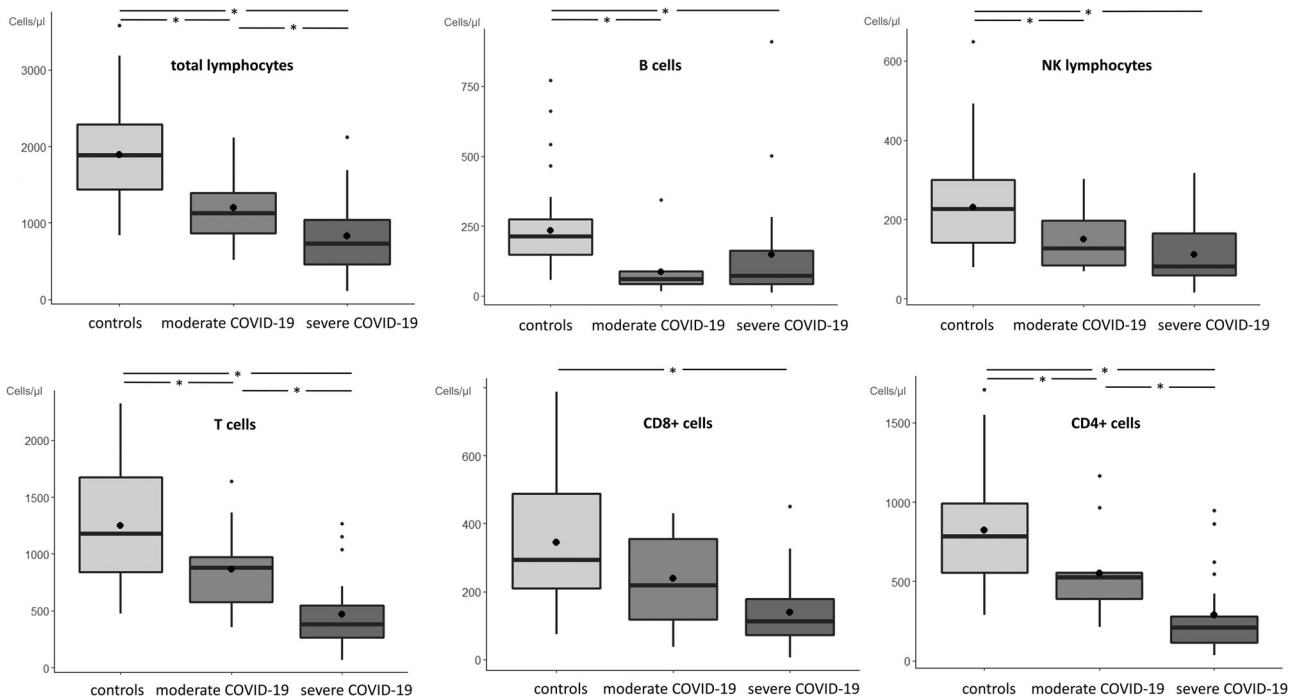 Cells/µl
* *
* *
*
total lymphocytes
3000
2000
1000
0
controls moderate COVID-19 severe COVID-19
Cells/µl
*
*
B cells
750
500
250
0
controls moderate COVID-19 severe COVID-19
Cells/µl
*
*
NK lymphocytes
600
400
200
0
controls moderate COVID-19 severe COVID-19
Cells/µl
*
* *
T cells
2000
1500
1000
500
0
controls moderate COVID-19 severe COVID-19
Cells/µl
*
CD8+ cells
600
400
200
0
controls moderate COVID-19 severe COVID-19
Cells/µl
*
* *
CD4+ cells
1500
1000
500
0
controls moderate COVID-19 severe COVID-19